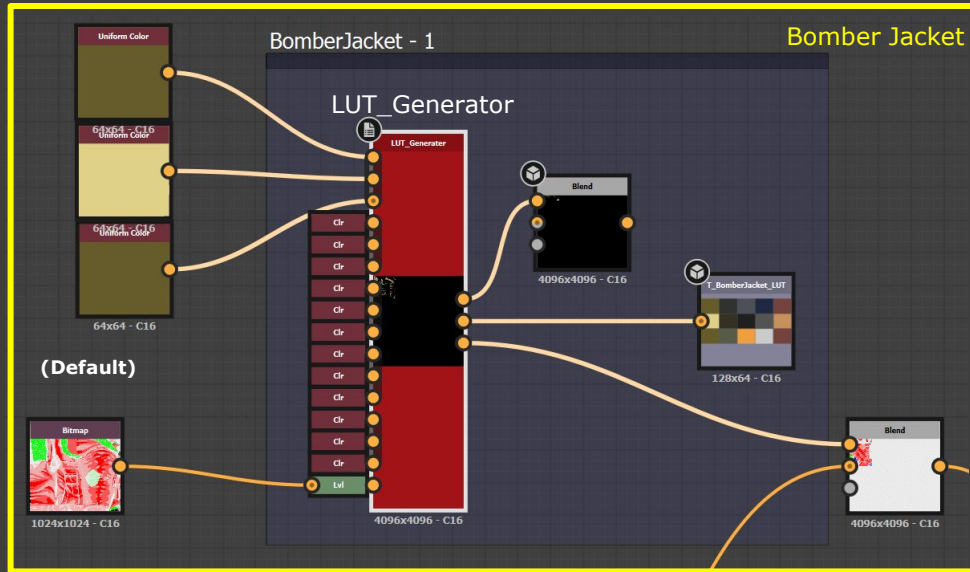 Bomber Jacket
BomberJacket - 1
Uniform Color
64x64 - C16
Uniform Color
64x64 - C16
Uniform Color
64x64 - C16
(Default)
Bitmap
1024x1024 - C16
LUT_Generator
LUT_Generater
Clr
Clr
Clr
Clr
Clr
Clr
Clr
Clr
Clr
Clr
Clr
Clr
Lvl
4096x4096 - C16
Blend
4096x4096 - C16
T_BomberJacket_LUT
128x64 - C16
Blend
4096x4096 - C16